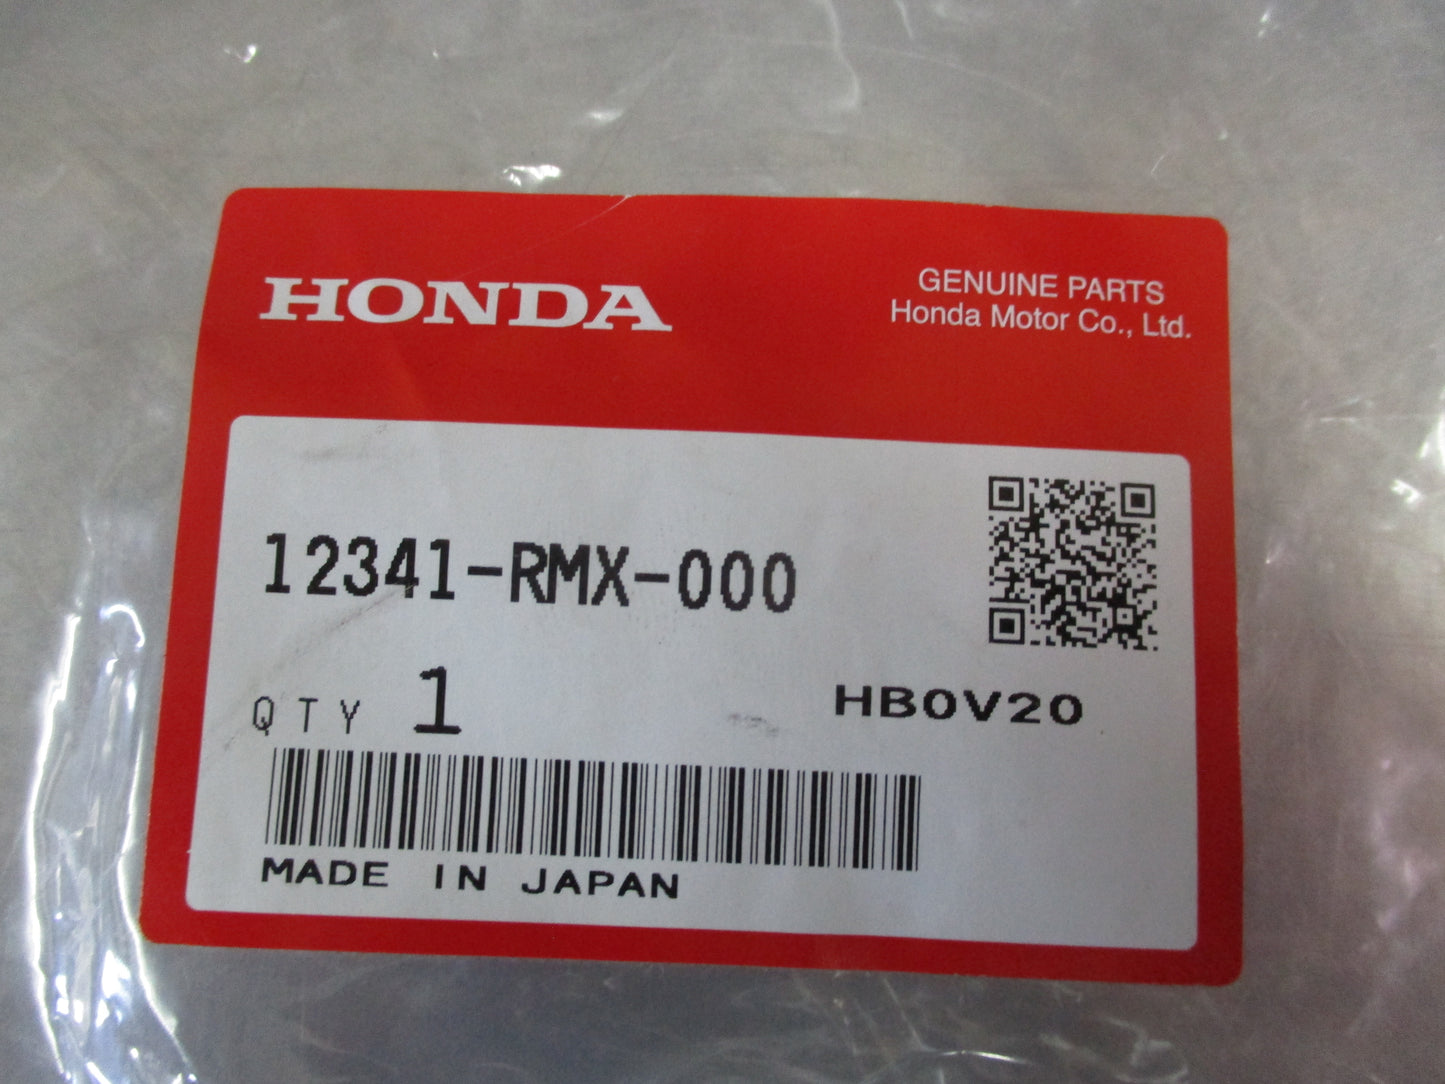 HONDA
GENUINE PARTS
Honda Motor Co., Ltd.
12341-RMX-000
QTY 1
HB0V20
MADE IN JAPAN